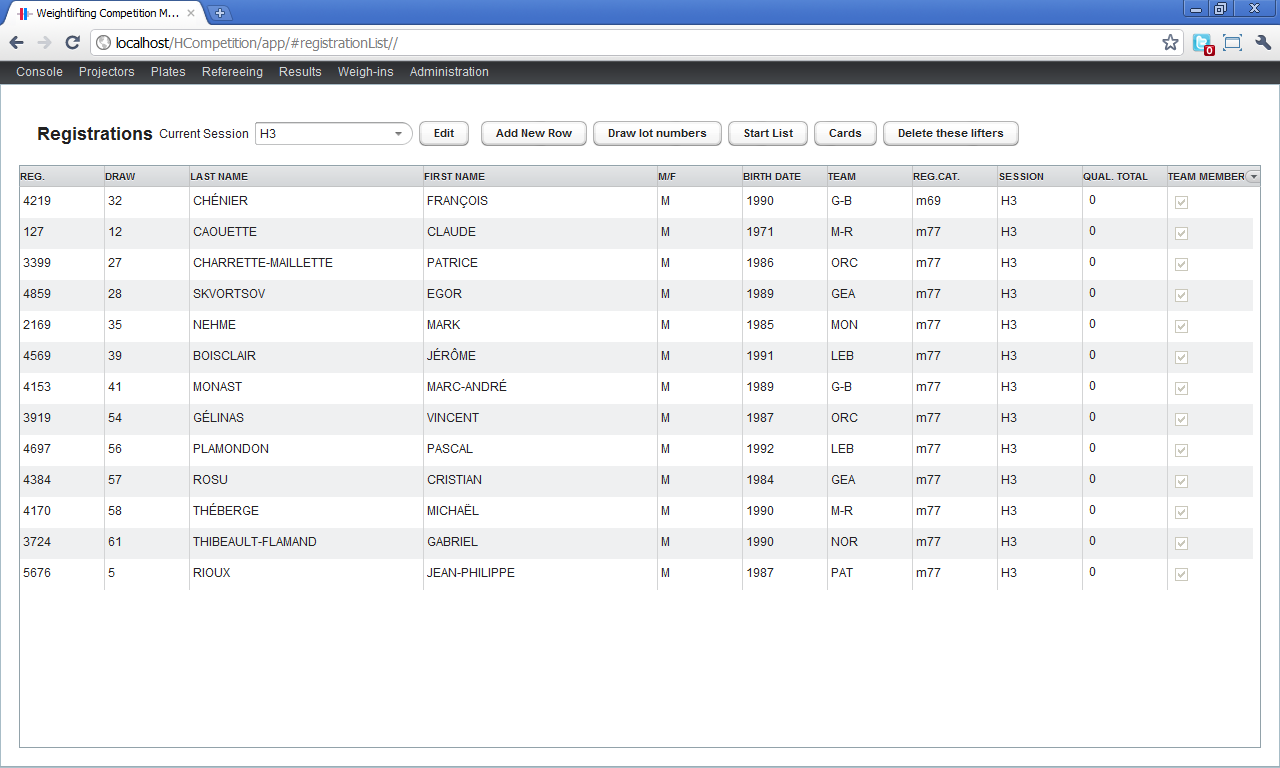 Weightlifting Competition M...
localhost/HCompetition/app/#registrationList//
0
Console Projectors Plates Refereeing Results Weigh-ins Administration
Registrations Current Session H3 Edit Add New Row Draw lot numbers Start List Cards Delete these lifters
REG. DRAW LAST NAME FIRST NAME M/F BIRTH DATE TEAM REG.CAT. SESSION QUAL. TOTAL TEAM MEMBER
4219 32 CHÉNIER FRANÇOIS M 1990 G-B m69 H3 0
127 12 CAOUETTE CLAUDE M 1971 M-R m77 H3 0
3399 27 CHARRETTE-MAILLETTE PATRICE M 1986 ORC m77 H3 0
4859 28 SKVORTSOV EGOR M 1989 GEA m77 H3 0
2169 35 NEHME MARK M 1985 MON m77 H3 0
4569 39 BOISCLAIR JÉRÔME M 1991 LEB m77 H3 0
4153 41 MONAST MARC-ANDRÉ M 1989 G-B m77 H3 0
3919 54 GÉLINAS VINCENT M 1987 ORC m77 H3 0
4697 56 PLAMONDON PASCAL M 1992 LEB m77 H3 0
4384 57 ROSU CRISTIAN M 1984 GEA m77 H3 0
4170 58 THÉBERGE MICHAËL M 1990 M-R m77 H3 0
3724 61 THIBEAULT-FLAMAND GABRIEL M 1990 NOR m77 H3 0
5676 5 RIOUX JEAN-PHILIPPE M 1987 PAT m77 H3 0